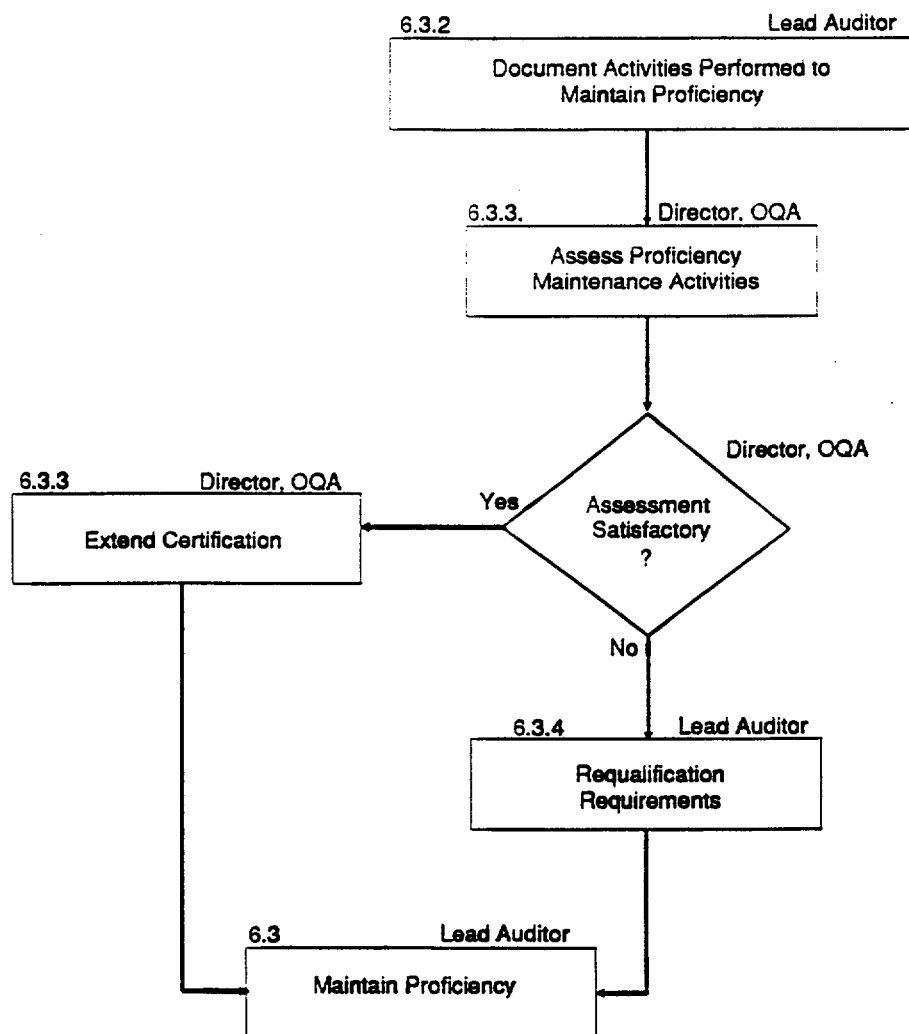 6.3.2 Lead Auditor
Document Activities Performed to
Maintain Proficiency
6.3.3. Director. OQA
Assess Proficiency
Maintenance Activities
Director, OQA
Assessment
Satisfactory
?
Yes
6.3.3 Director, OQA
Extend Certification
No
6.3.4 Lead Auditor
Requalification
Requirements
6.3 Lead Auditor
Maintain Proficiency